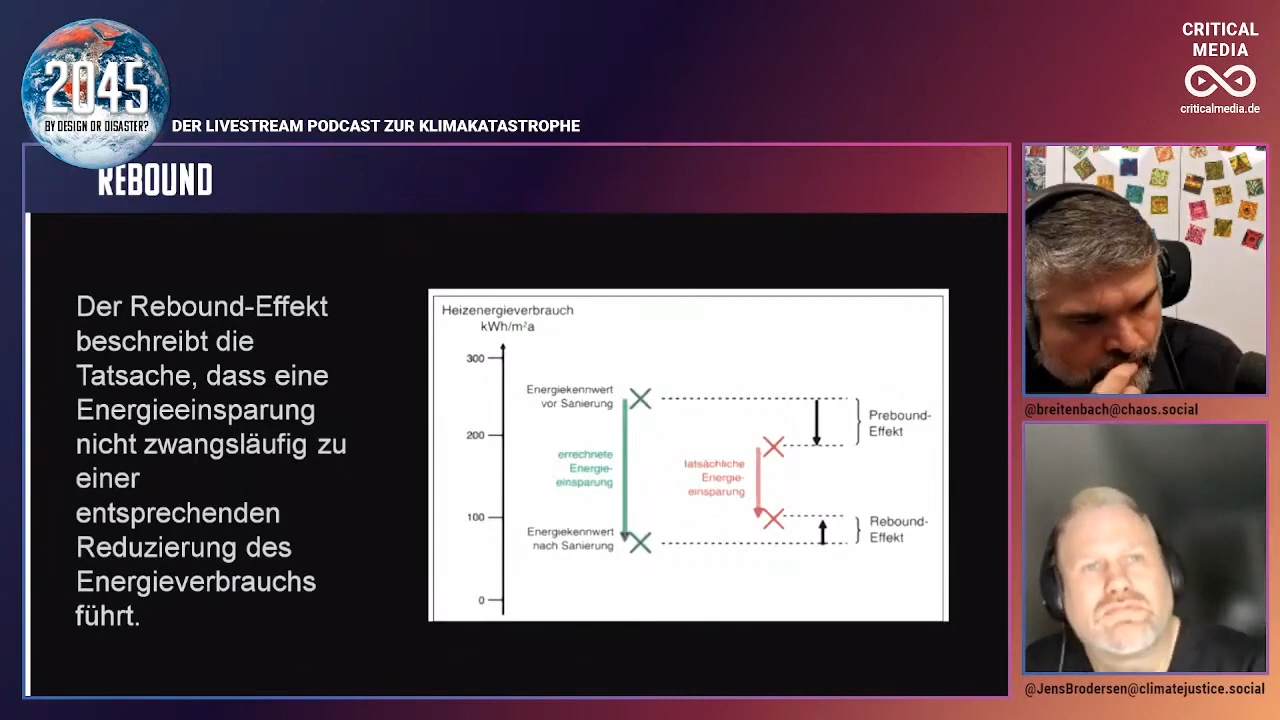 2045
BY DESIGN OR DISASTER?
DER LIVESTREAM PODCAST ZUR KLIMAKATASTROPHE
CRITICAL
MEDIA
criticalmedia.de
REBOUND
Der Rebound-Effekt
beschreibt die
Tatsache, dass eine
Energieeinsparung
nicht zwangsläufig zu
einer
entsprechenden
Reduzierung des
Energieverbrauchs
führt.
Heizenergieverbrauch
kWh/m²a
300
200
100
0
Energiekennwert
vor Sanierung
errechnete
Energie-
einsparung
Energiekennwert
nach Sanierung
tatsächliche
Energie-
einsparung
Prebound-
Effekt
Rebound-
Effekt
@breitenbach@chaos.social
@JensBrodersen@climatejustice.social